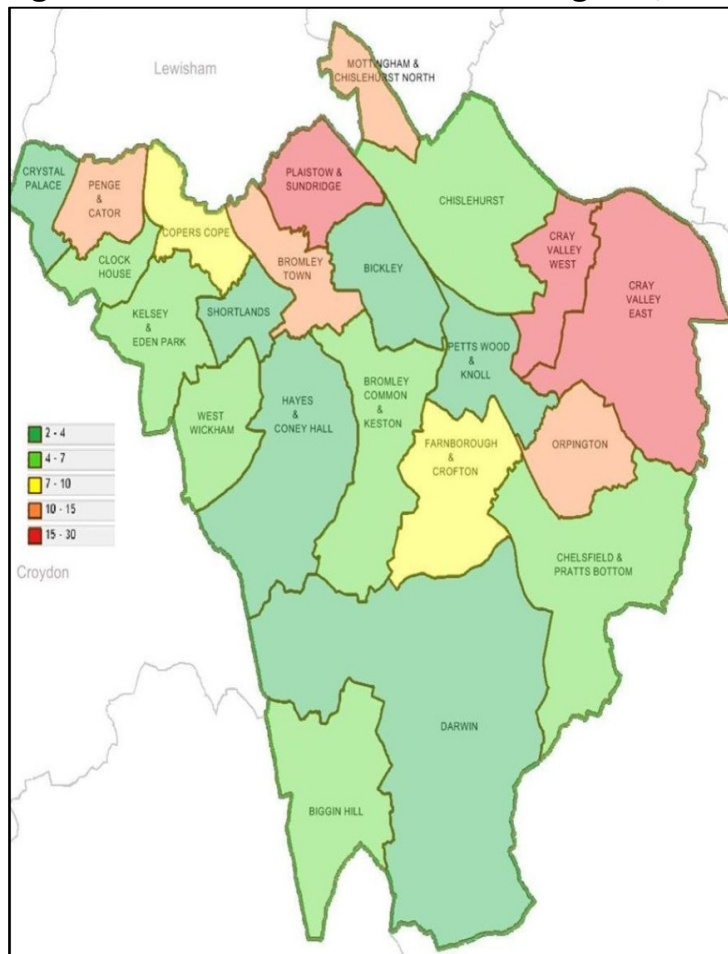 Lewisham
MOTTINGHAM &
CHISLEHURST NORTH
CRYSTAL
PALACE
PENGE
&
CATOR
COPERS COPE
PLAISTOW &
SUNDRIDGE
CHISLEHURST
CLOCK
HOUSE
BROMLEY
TOWN
BICKLEY
CRAY
VALLEY
WEST
CRAY
VALLEY
EAST
KELSEY
&
EDEN PARK
SHORTLANDS
PETTS WOOD
&
KNOLL
WEST
WICKHAM
HAYES
&
CONEY HALL
BROMLEY
COMMON
&
KESTON
FARNBOROUGH
&
CROFTON
ORPINGTON
2 - 4
4 - 7
7 - 10
10 - 15
15 - 30
Croydon
CHELSFIELD &
PRATTS BOTTOM
DARWIN
BIGGIN HILL